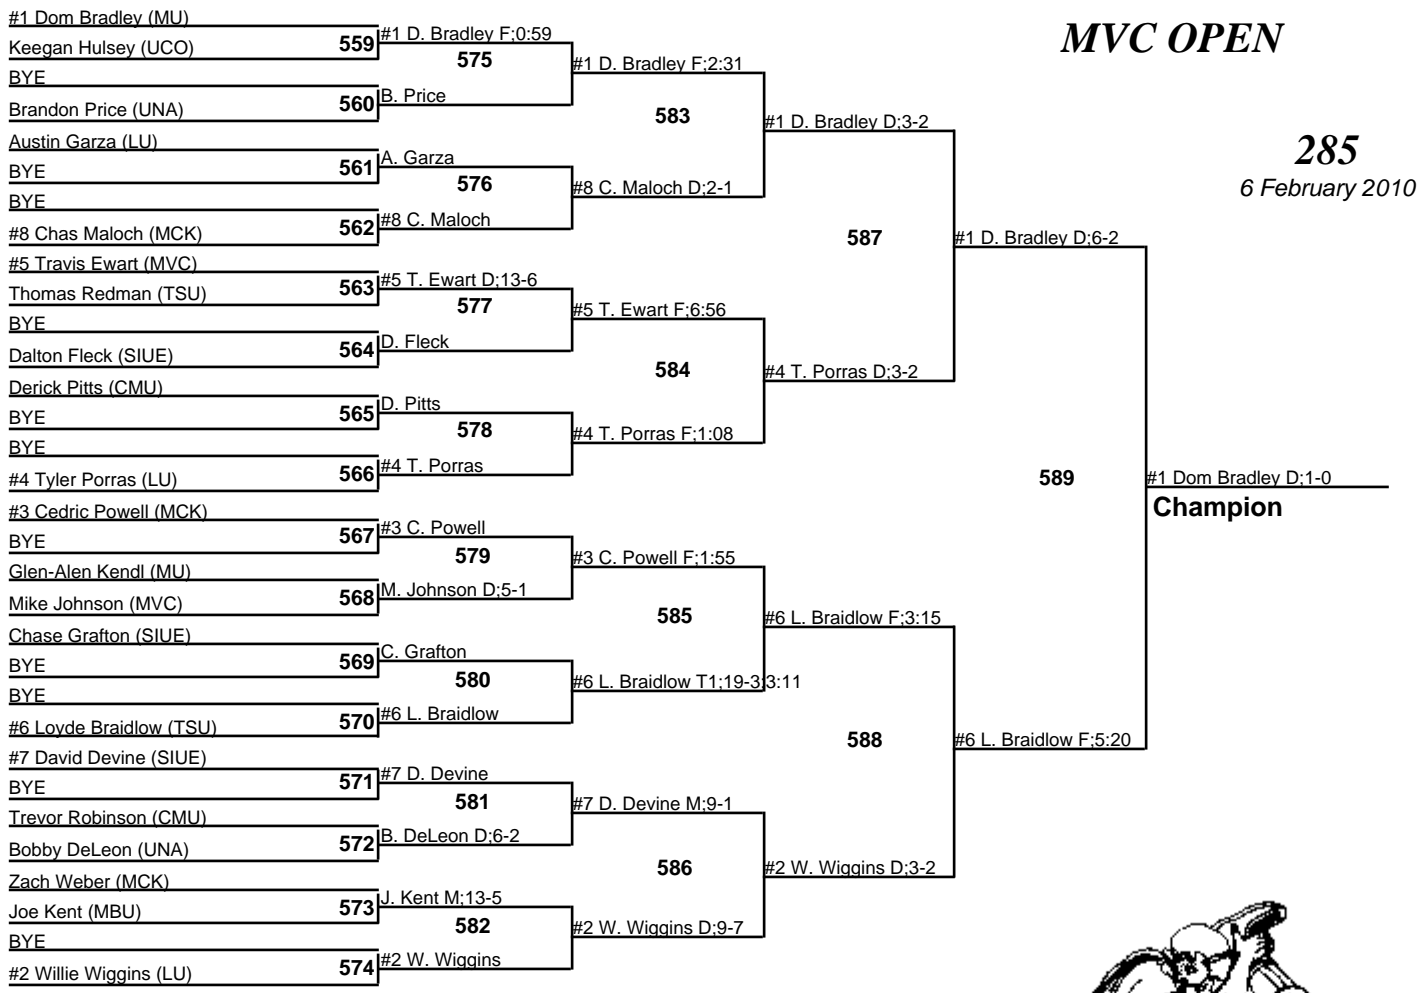 MVC OPEN
285
6 February 2010
#1 Dom Bradley (MU)
Keegan Hulsey (UCO)
BYE
Brandon Price (UNA)
Austin Garza (LU)
BYE
BYE
#8 Chas Maloch (MCK)
#5 Travis Ewart (MVC)
Thomas Redman (TSU)
BYE
Dalton Fleck (SIUE)
Derick Pitts (CMU)
BYE
BYE
#4 Tyler Porras (LU)
#3 Cedric Powell (MCK)
BYE
Glen-Alen Kendl (MU)
Mike Johnson (MVC)
Chase Grafton (SIUE)
BYE
BYE
#6 Loyde Braidlow (TSU)
#7 David Devine (SIUE)
BYE
Trevor Robinson (CMU)
Bobby DeLeon (UNA)
Zach Weber (MCK)
Joe Kent (MBU)
BYE
#2 Willie Wiggins (LU)
559
560
561
562
563
564
565
566
567
568
569
570
571
572
573
574
#1 D. Bradley F;0:59
B. Price
A. Garza
#8 C. Maloch
#5 T. Ewart D;13-6
D. Fleck
D. Pitts
#4 T. Porras
#3 C. Powell
M. Johnson D;5-1
C. Grafton
#6 L. Braidlow
#7 D. Devine
B. DeLeon D;6-2
J. Kent M;13-5
#2 W. Wiggins
575
576
577
578
579
580
581
582
#1 D. Bradley F;2:31
#8 C. Maloch D;2-1
#5 T. Ewart F;6:56
#4 T. Porras F;1:08
#3 C. Powell F;1:55
#6 L. Braidlow T1;19-3;3:11
#7 D. Devine M;9-1
#2 W. Wiggins D;9-7
583
584
585
586
#1 D. Bradley D;3-2
#4 T. Porras D;3-2
#6 L. Braidlow F;3:15
#2 W. Wiggins D;3-2
587
588
#1 D. Bradley D;6-2
#6 L. Braidlow F;5:20
589
#1 Dom Bradley D;1-0
Champion